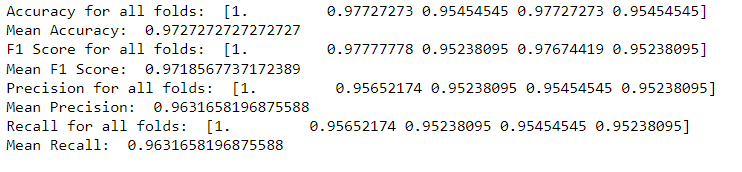 Accuracy for all folds:  [1.         0.97727273 0.95454545 0.97727273 0.95454545]
Mean Accuracy:  0.9727272727272727
F1 Score for all folds:  [1.         0.97777778 0.95238095 0.97674419 0.95238095]
Mean F1 Score:  0.9718567737172389
Precision for all folds:  [1.         0.95652174 0.95238095 0.95454545 0.95238095]
Mean Precision:  0.9631658196875588
Recall for all folds:  [1.         0.95652174 0.95238095 0.95454545 0.95238095]
Mean Recall:  0.9631658196875588